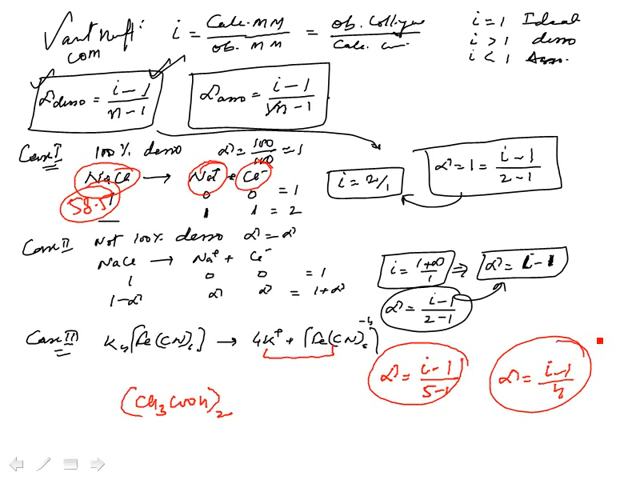 Vant Hoff: i = Calc. MM / ob. MM = ob. Collique / Calc. i = 1 Ideal
com i > 1 disso
i < 1 Asso.
α disso = i-1 / n-1 α asso = i-1 / 1/n -1
Case I 100% disso α = 100/100 = 1
NaCl → Na⁺ + Cl⁻ i = 2/1 α = 1 = i-1 / 2-1
58.5
1 0 0 = 1
1 1 = 2
Case II Not 100% disso α = α
NaCl → Na⁺ + Cl⁻ i = 1+α / 1 ⇒ α = i-1
1 0 0 = 1
1-α α α = 1+α α = i-1 / 2-1
Case III K₄[Fe(CN)₆] → 4K⁺ + [Fe(CN)₆]⁻⁴
α = i-1 / 5-1 α = i-1 / 4
(CH₃COOH)₂